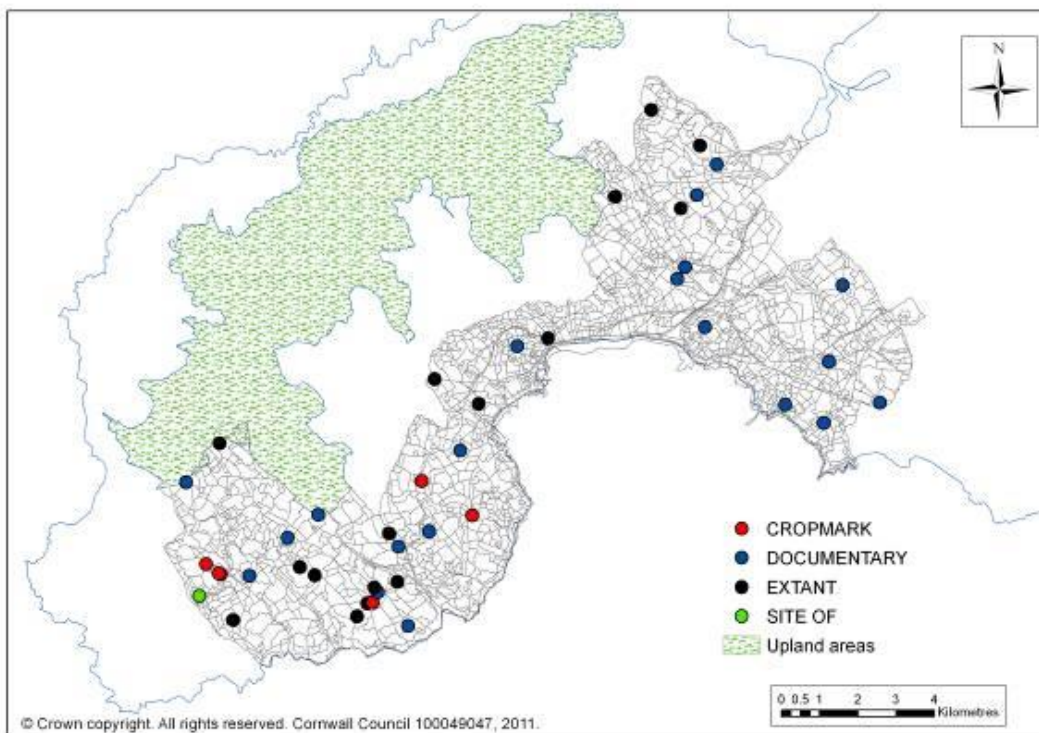 N
CROPMARK
DOCUMENTARY
EXTANT
SITE OF
Upland areas
0 0.5 1 2 3 4
Kilometres
© Crown copyright. All rights reserved. Cornwall Council 100049047, 2011.